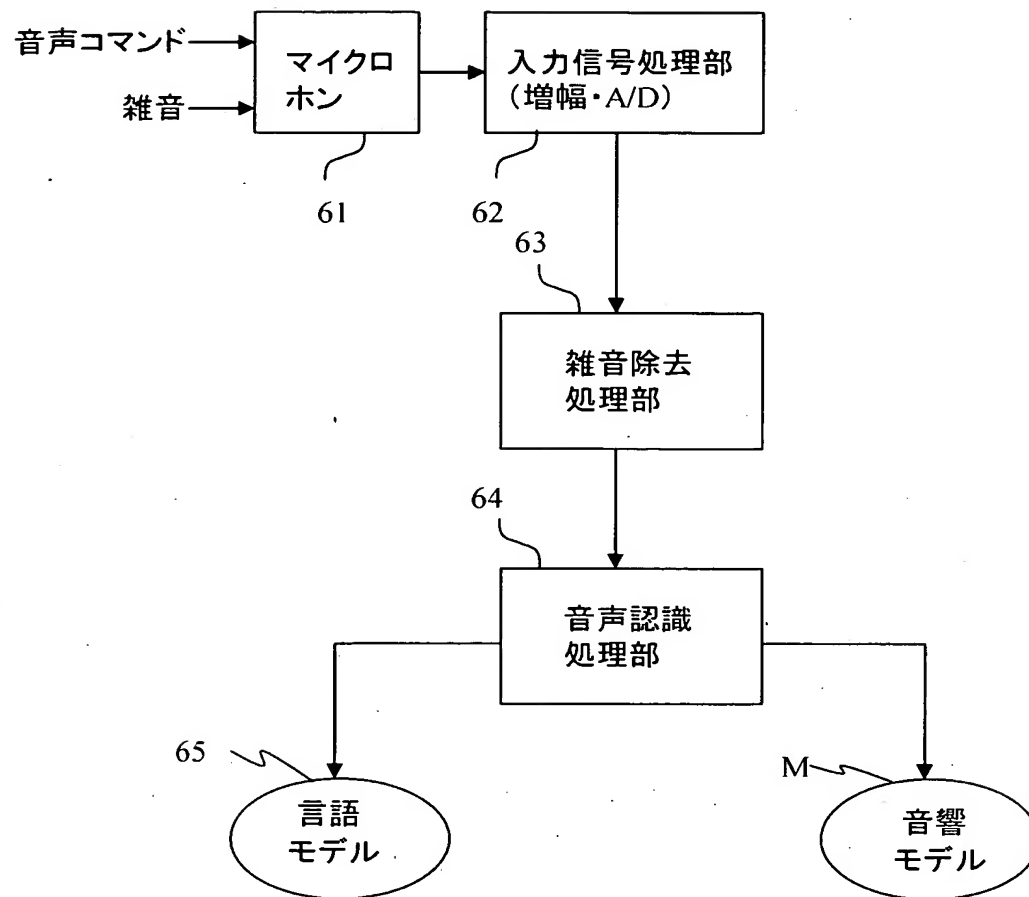 音声コマンド
雑音
マイクロ
ホン
入力信号処理部
(増幅・A/D)
61
62
63
雑音除去
処理部
64
音声認識
処理部
65
言語
モデル
M
音響
モデル